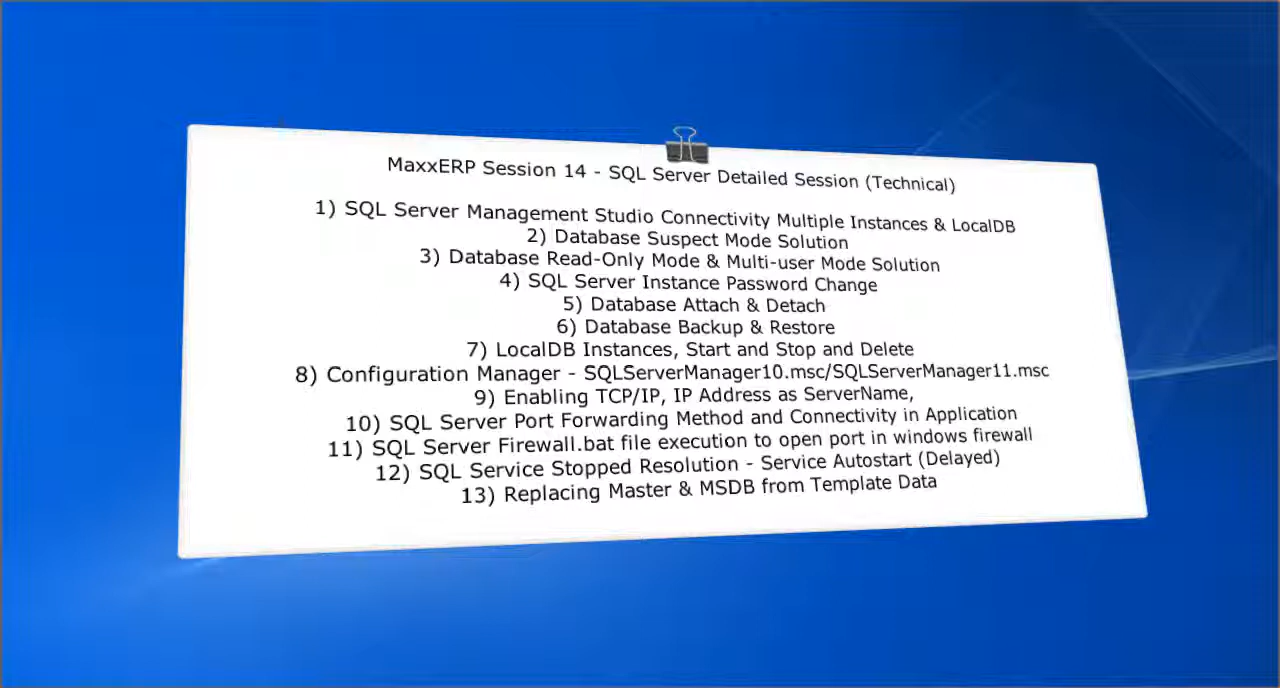 MaxxERP Session 14 - SQL Server Detailed Session (Technical)
1) SQL Server Management Studio Connectivity Multiple Instances & LocalDB
2) Database Suspect Mode Solution
3) Database Read-Only Mode & Multi-user Mode Solution
4) SQL Server Instance Password Change
5) Database Attach & Detach
6) Database Backup & Restore
7) LocalDB Instances, Start and Stop and Delete
8) Configuration Manager - SQLServerManager10.msc/SQLServerManager11.msc
9) Enabling TCP/IP, IP Address as ServerName,
10) SQL Server Port Forwarding Method and Connectivity in Application
11) SQL Server Firewall.bat file execution to open port in windows firewall
12) SQL Service Stopped Resolution - Service Autostart (Delayed)
13) Replacing Master & MSDB from Template Data